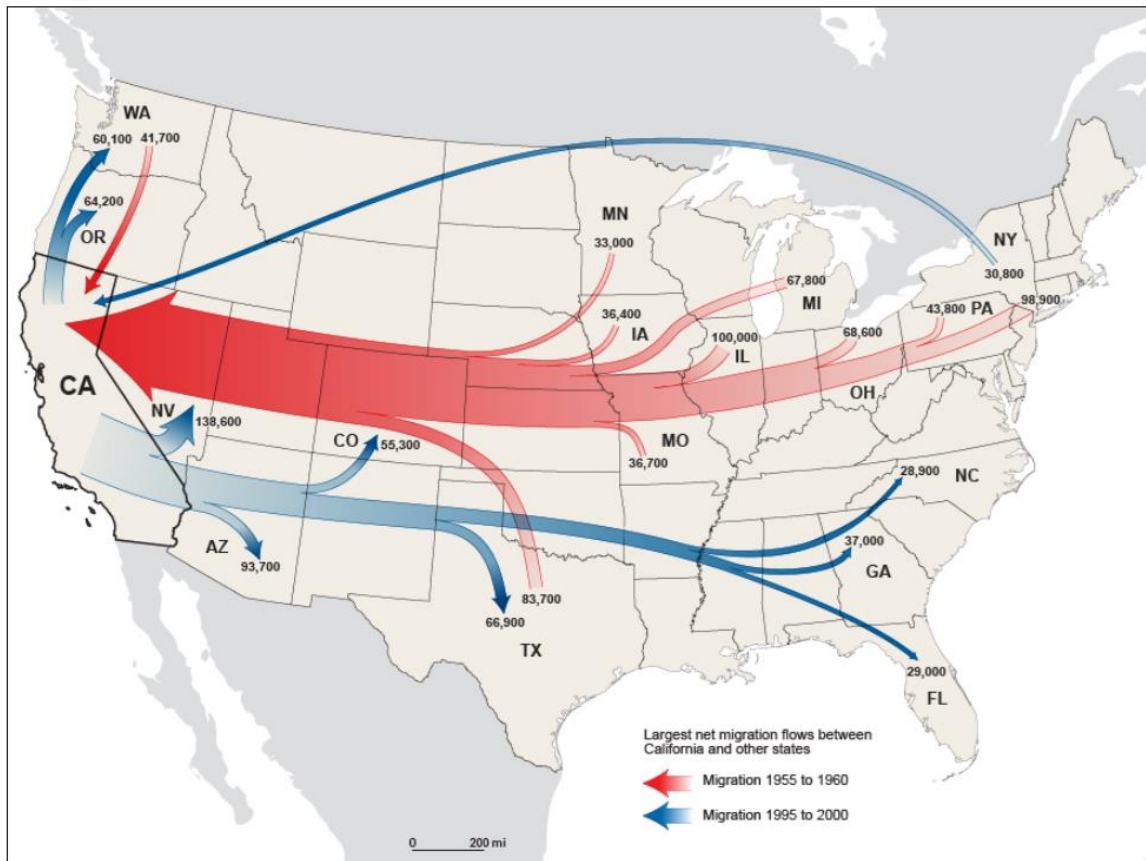 WA
60,100 41,700
64,200
OR
MN
33,000
NY
30,800
67,800
MI
36,400
IA
100,000
IL
68,600
OH
43,800
PA
98,900
CA
NV
138,600
CO
55,300
MO
36,700
28,900
NC
AZ
93,700
37,000
GA
83,700
66,900
TX
29,000
FL
Largest net migration flows between
California and other states
Migration 1955 to 1960
Migration 1995 to 2000
0 200 mi